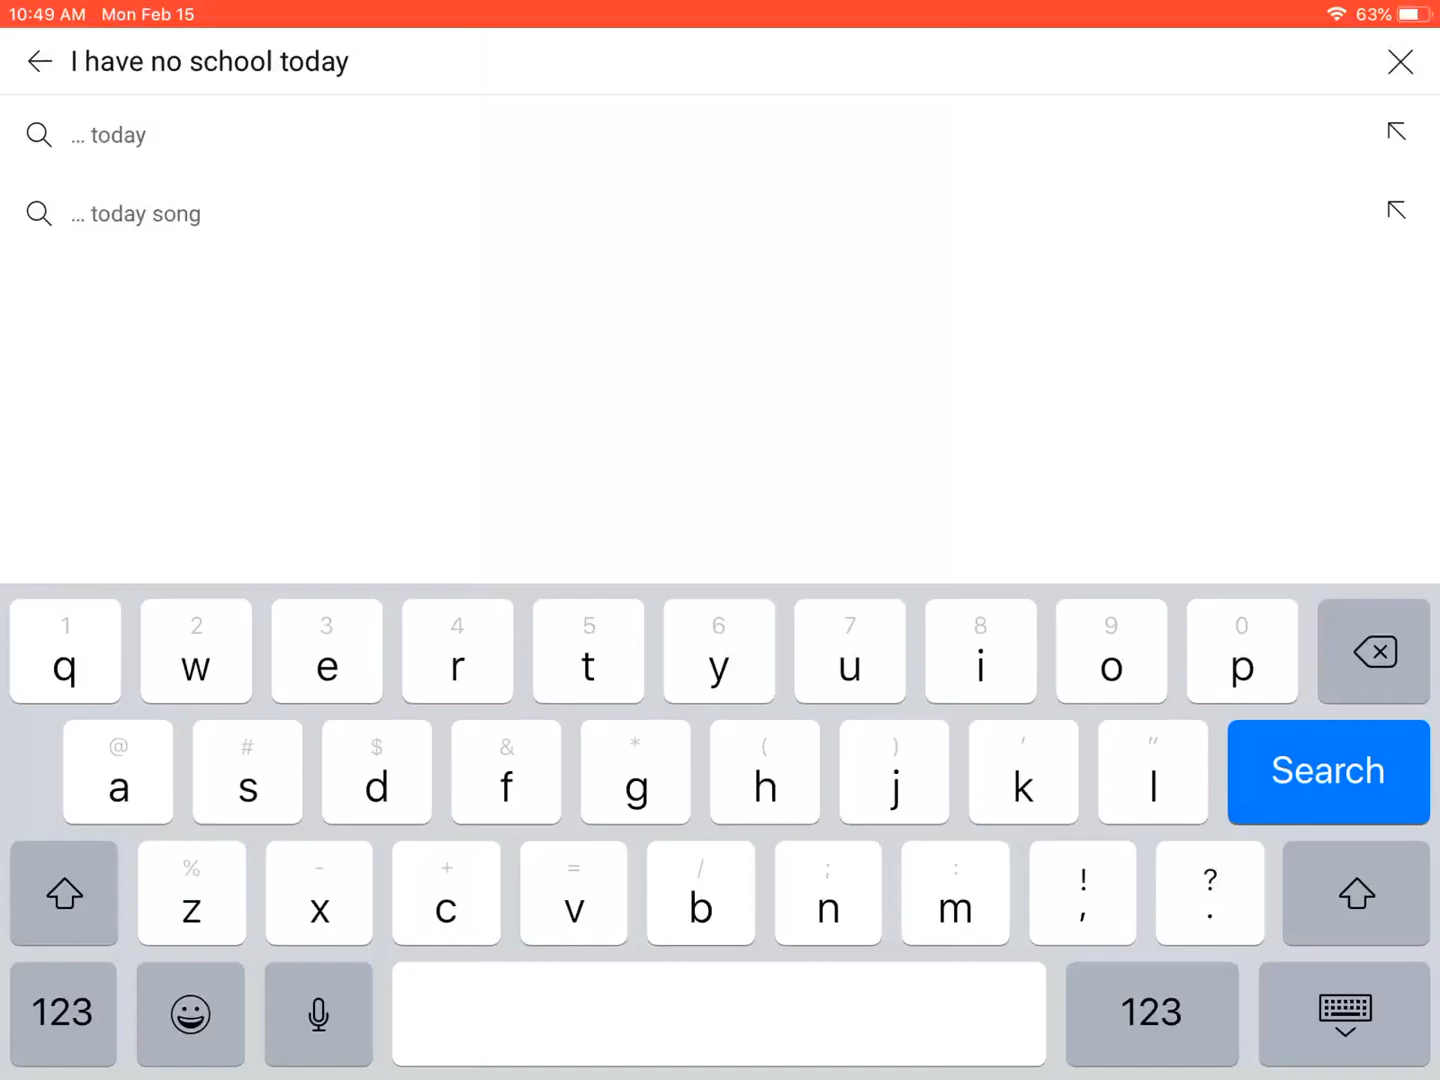 10:49 AM Mon Feb 15 63%
I have no school today
... today
... today song
1 2 3 4 5 6 7 8 9 0
q w e r t y u i o p
@ # $ & * ( ) ' "
a s d f g h j k l Search
% - + = / ; : ! ?
z x c v b n m , .
123 123